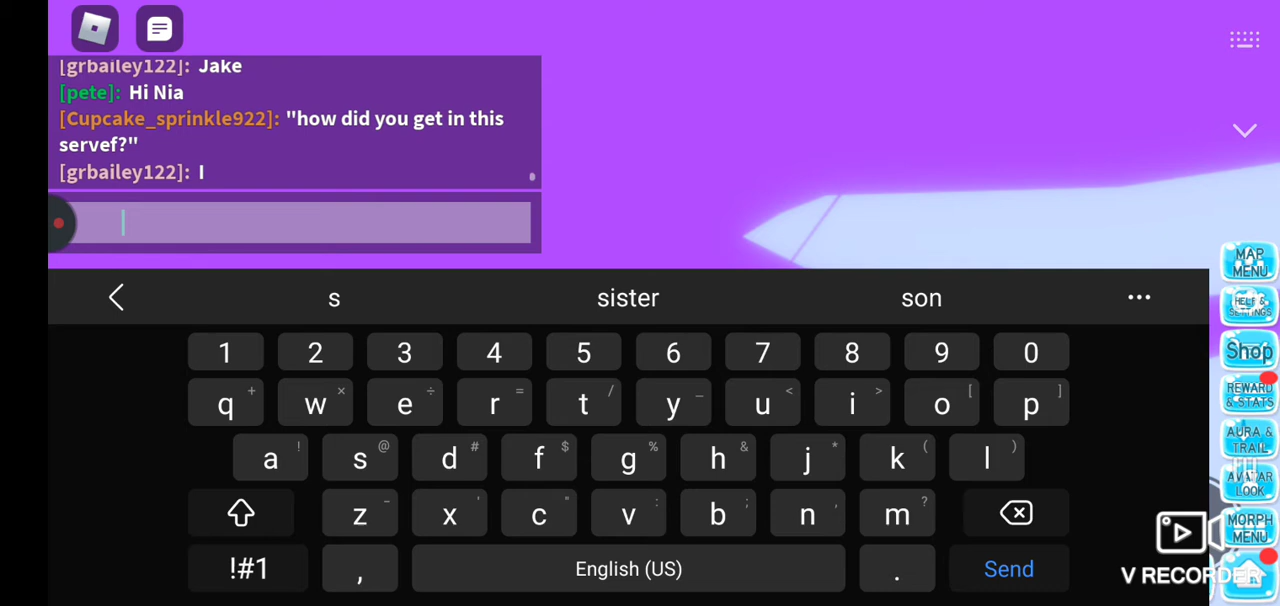 [grbailey122]: Jake
[pete]: Hi Nia
[Cupcake_sprinkle922]: "how did you get in this
servef?"
[grbailey122]: I
s sister son
1 2 3 4 5 6 7 8 9 0
q + w × e ÷ r = t / y _ u < i > o [ p ]
a ! s @ d # f $ g % h & j * k ( l )
z - x ' c " v : b ; n , m ?
!#1 , English (US) . Send
MAP
MENU
HELP &
SETTINGS
Shop
REWARD
& STATS
AURA &
TRAIL
AVATAR
LOOK
MORPH
MENU
V RECORDER